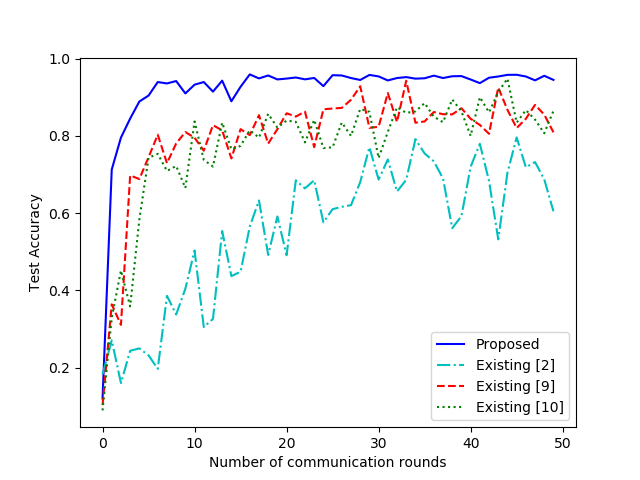 1.0
0.8
0.6
0.4
0.2
Test Accuracy
0 10 20 30 40 50
Number of communication rounds
Proposed
Existing [2]
Existing [9]
Existing [10]